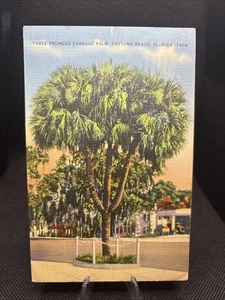 THREE PRONGED CABBAGE PALM, DAYTONA BEACH, FLORIDA